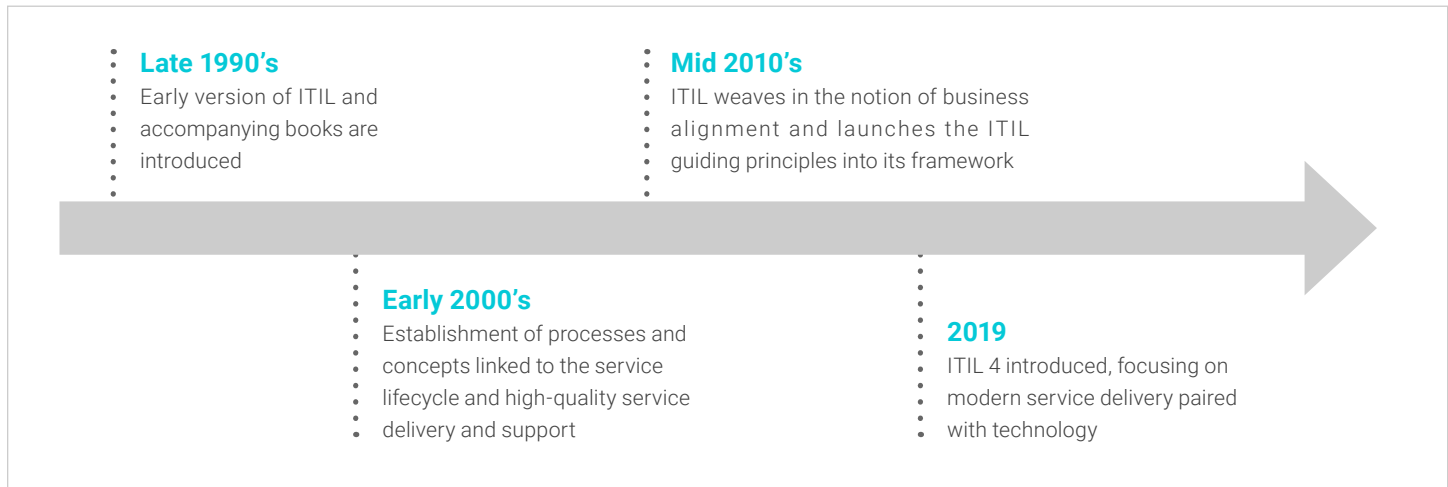 Late 1990’s
Early version of ITIL and
accompanying books are
introduced
Mid 2010’s
ITIL weaves in the notion of business
alignment and launches the ITIL
guiding principles into its framework
Early 2000’s
Establishment of processes and
concepts linked to the service
lifecycle and high-quality service
delivery and support
2019
ITIL 4 introduced, focusing on
modern service delivery paired
with technology